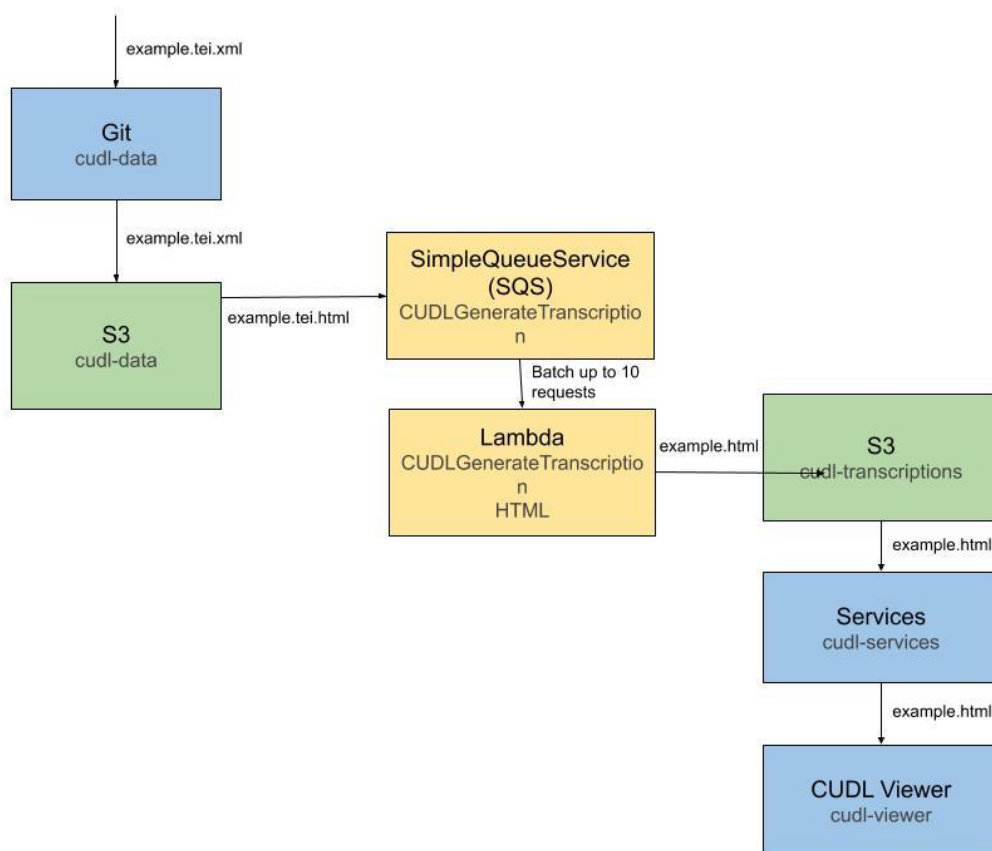 example.tei.xml
Git
cudl-data
example.tei.xml
S3
cudl-data
example.tei.html
SimpleQueueService
(SQS)
CUDLGenerateTranscriptio
n
Batch up to 10
requests
Lambda
CUDLGenerateTranscriptio
n
HTML
example.html
S3
cudl-transcriptions
example.html
Services
cudl-services
example.html
CUDL Viewer
cudl-viewer